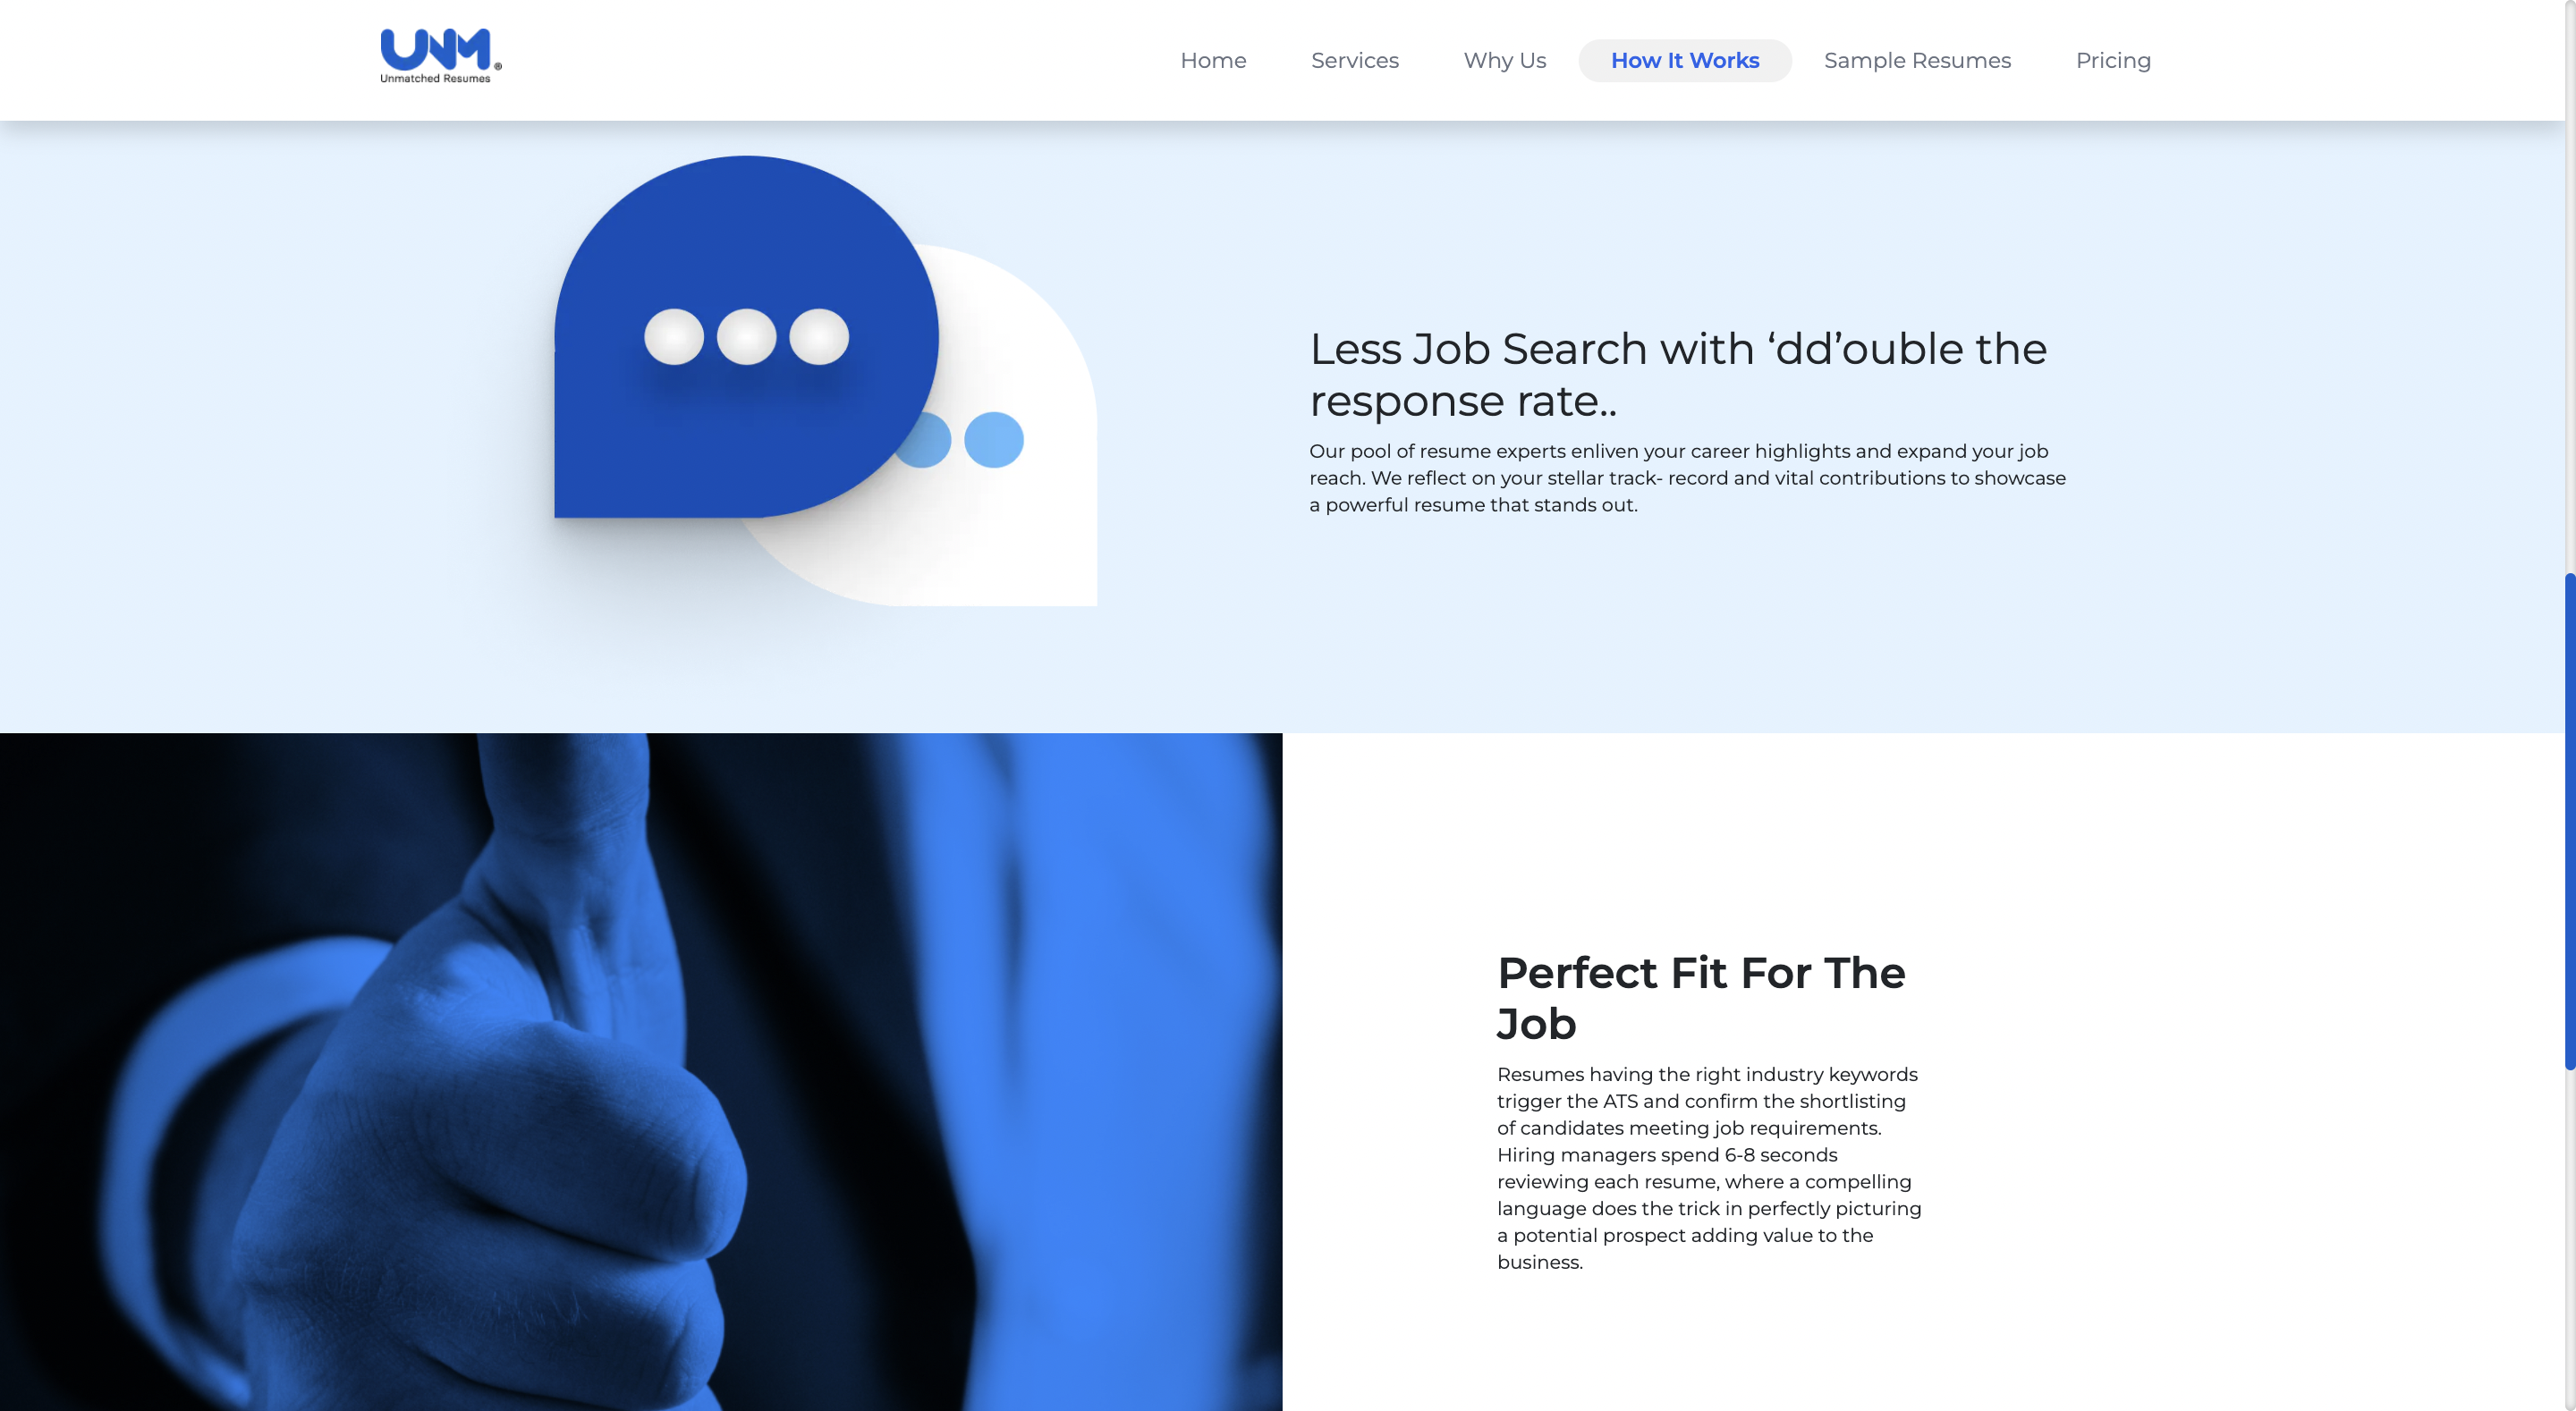 UNM®
Unmatched Resumes
Home Services Why Us How It Works Sample Resumes Pricing
Less Job Search with ‘dd’ouble the
response rate..
Our pool of resume experts enliven your career highlights and expand your job
reach. We reflect on your stellar track- record and vital contributions to showcase
a powerful resume that stands out.
Perfect Fit For The
Job
Resumes having the right industry keywords
trigger the ATS and confirm the shortlisting
of candidates meeting job requirements.
Hiring managers spend 6-8 seconds
reviewing each resume, where a compelling
language does the trick in perfectly picturing
a potential prospect adding value to the
business.